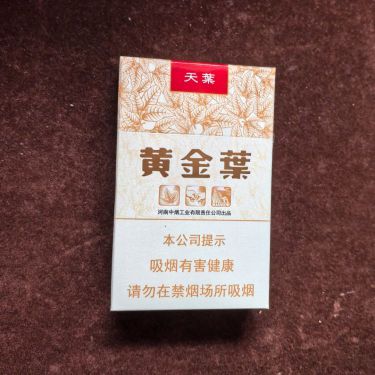 天葉
黄金葉
河南中烟工业有限责任公司出品
本公司提示
吸烟有害健康
请勿在禁烟场所吸烟